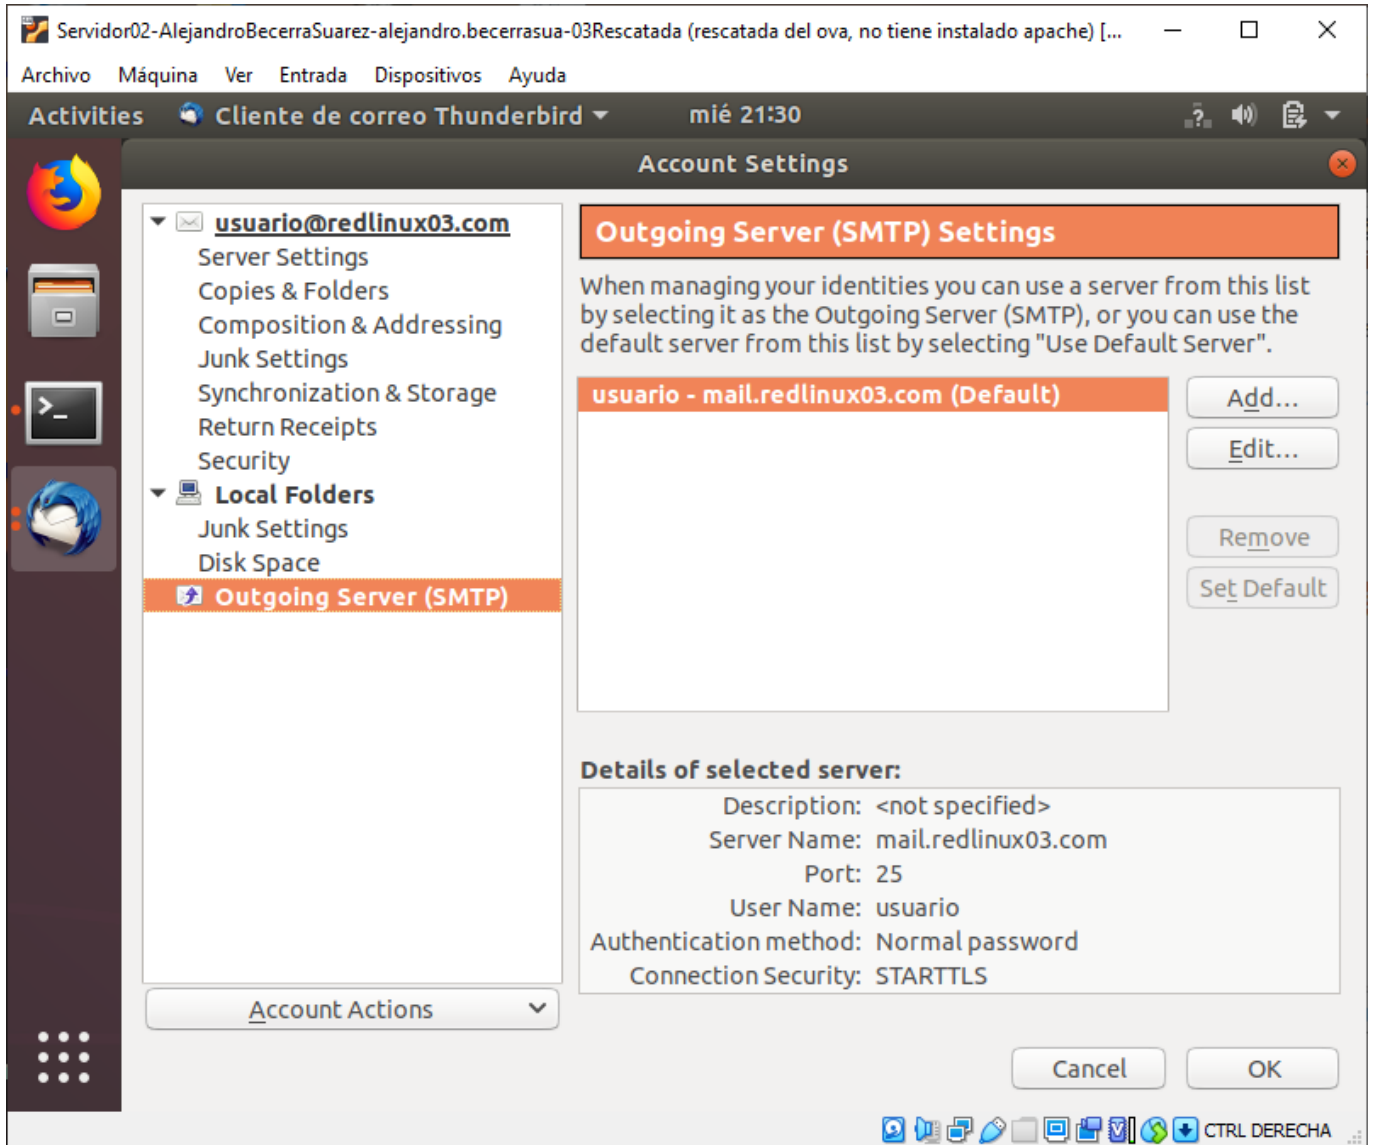 Servidor02-AlejandroBecerraSuarez-alejandro.becerrasua-03Rescatada (rescatada del ova, no tiene instalado apache) [...
Archivo Máquina Ver Entrada Dispositivos Ayuda
Activities Cliente de correo Thunderbird mié 21:30
Account Settings
usuario@redlinux03.com
Server Settings
Copies & Folders
Composition & Addressing
Junk Settings
Synchronization & Storage
Return Receipts
Security
Local Folders
Junk Settings
Disk Space
Outgoing Server (SMTP)
Account Actions
Outgoing Server (SMTP) Settings
When managing your identities you can use a server from this list
by selecting it as the Outgoing Server (SMTP), or you can use the
default server from this list by selecting "Use Default Server".
usuario - mail.redlinux03.com (Default)
Add...
Edit...
Remove
Set Default
Details of selected server:
Description: <not specified>
Server Name: mail.redlinux03.com
Port: 25
User Name: usuario
Authentication method: Normal password
Connection Security: STARTTLS
Cancel OK
CTRL DERECHA